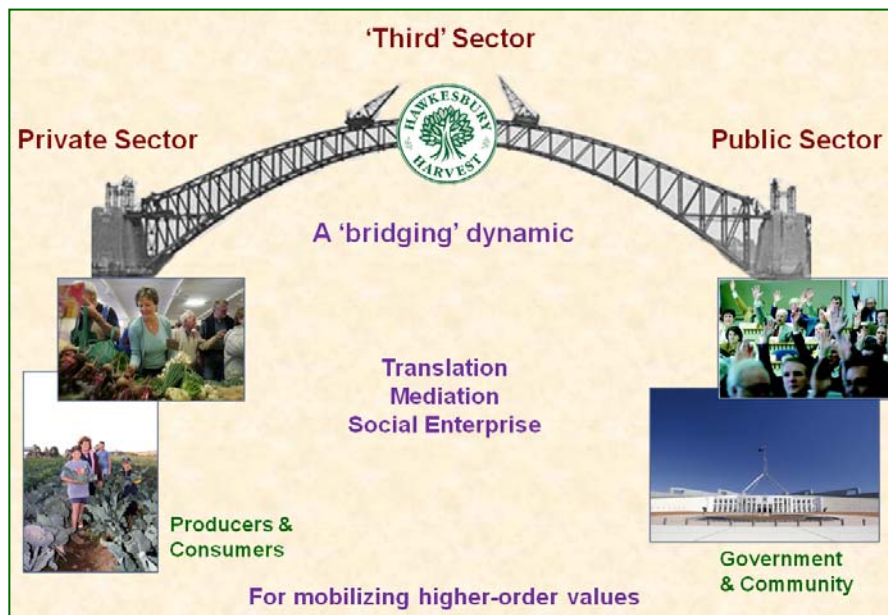 ‘Third’ Sector
HAWKESBURY
HARVEST
Private Sector
Public Sector
A ‘bridging’ dynamic
Translation
Mediation
Social Enterprise
Producers &
Consumers
Government
& Community
For mobilizing higher-order values